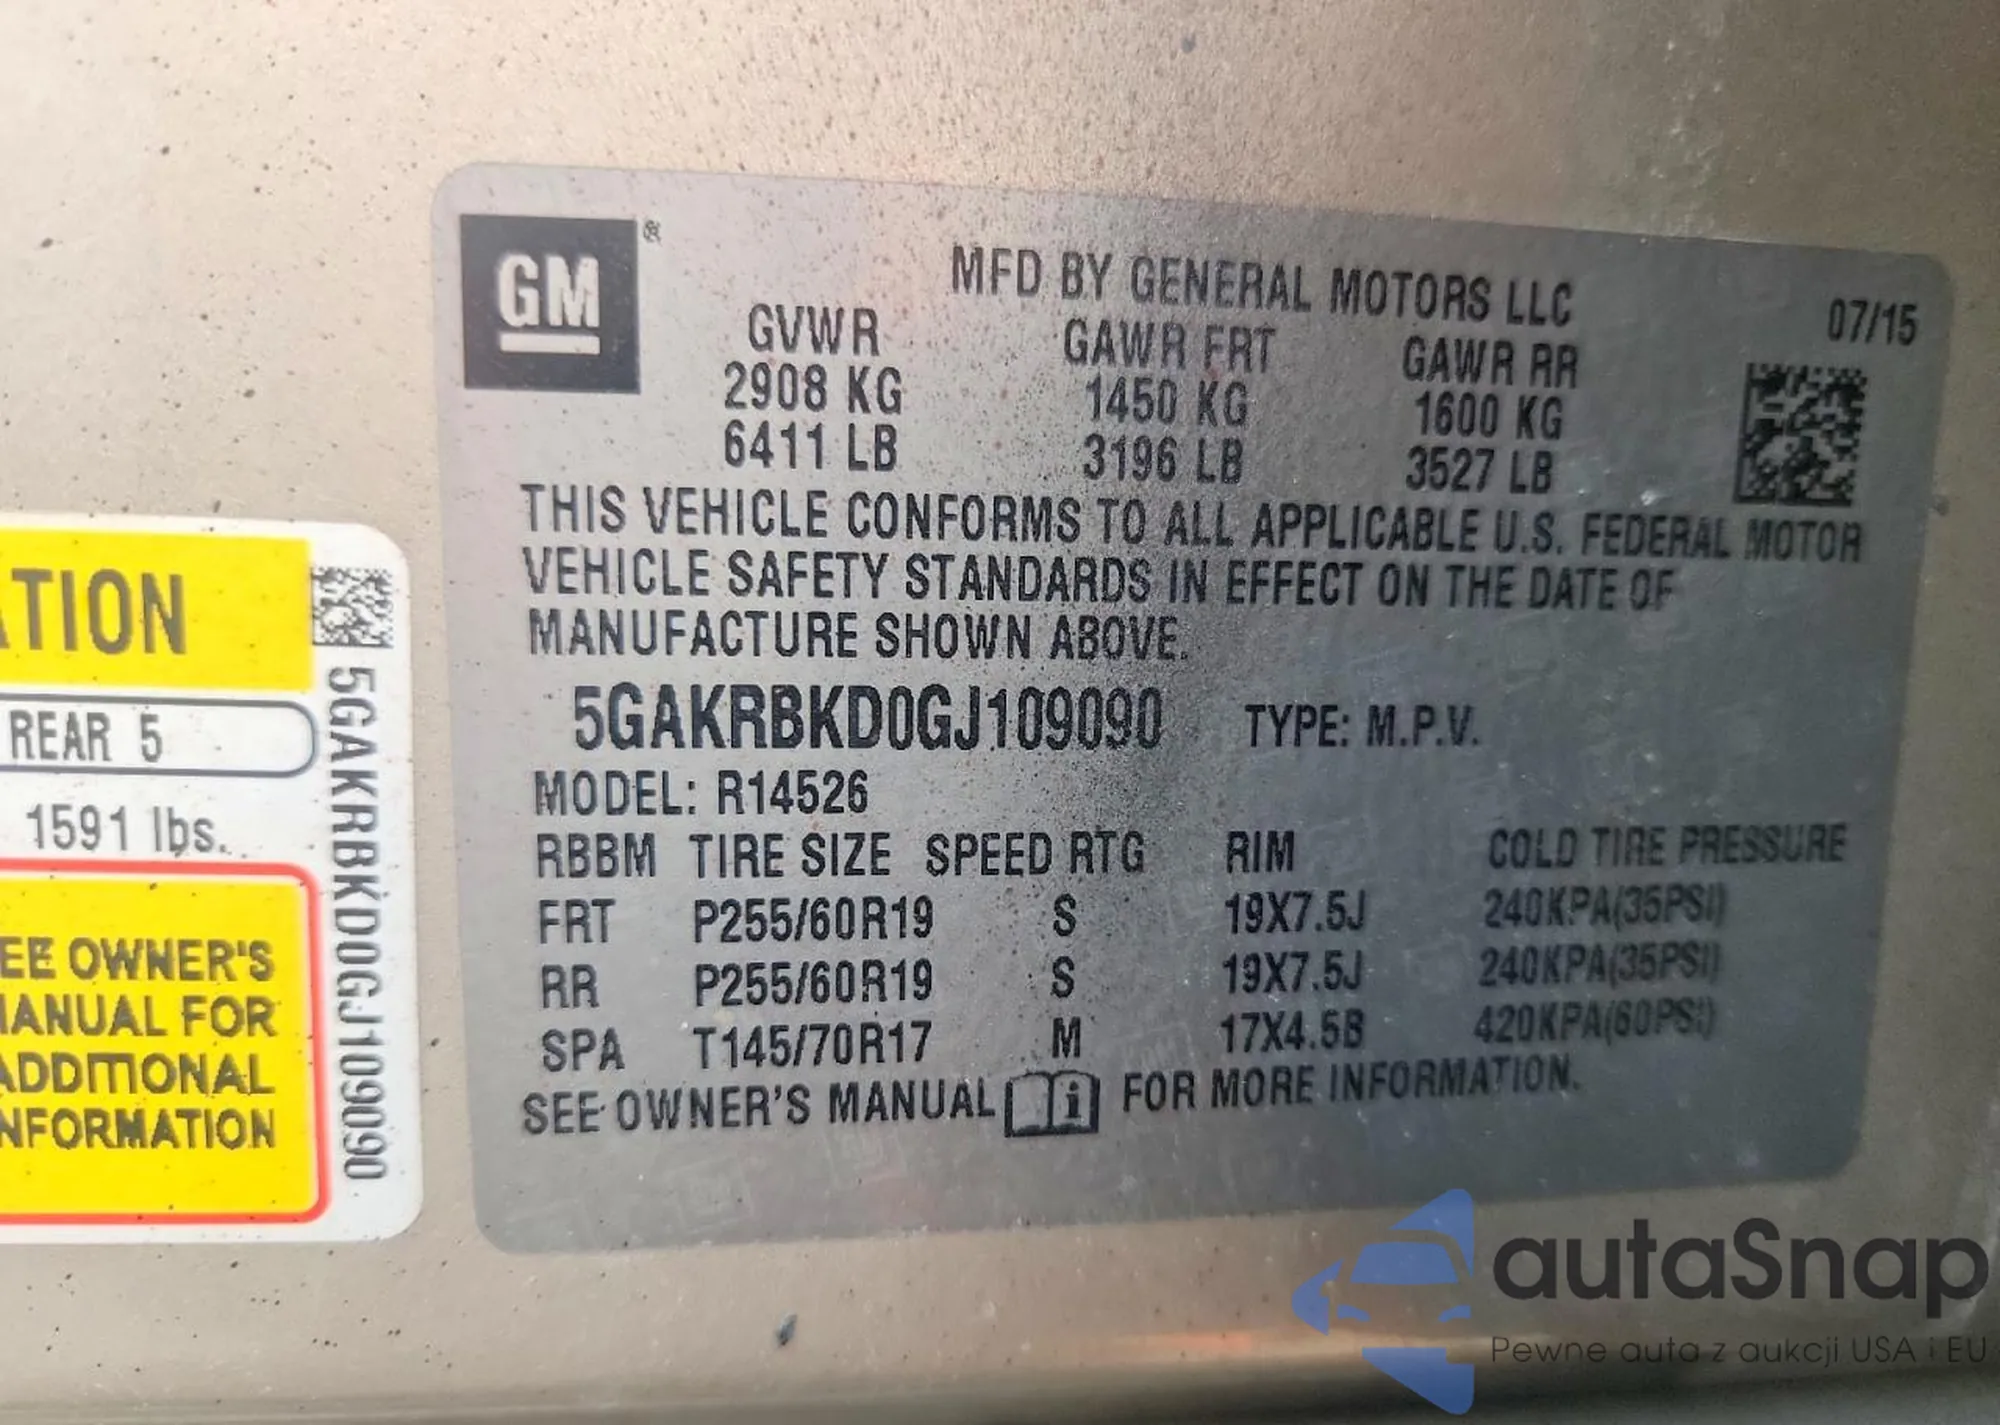 GM ®
MFD BY GENERAL MOTORS LLC
07/15
GVWR GAWR FRT GAWR RR
2908 KG 1450 KG 1600 KG
6411 LB 3196 LB 3527 LB
THIS VEHICLE CONFORMS TO ALL APPLICABLE U.S. FEDERAL MOTOR
VEHICLE SAFETY STANDARDS IN EFFECT ON THE DATE OF
MANUFACTURE SHOWN ABOVE.
5GAKRBKD0GJ109090 TYPE: M.P.V.
MODEL: R14526
RBBM TIRE SIZE SPEED RTG RIM COLD TIRE PRESSURE
FRT P255/60R19 S 19X7.5J 240KPA(35PSI)
RR P255/60R19 S 19X7.5J 240KPA(35PSI)
SPA T145/70R17 M 17X4.5B 420KPA(60PSI)
SEE OWNER'S MANUAL i FOR MORE INFORMATION.
ATION
REAR 5
1591 lbs.
EE OWNER'S
MANUAL FOR
ADDITIONAL
NFORMATION
5GAKRBKD0GJ109090
autaSnap
Pewne auta z aukcji USA i EU